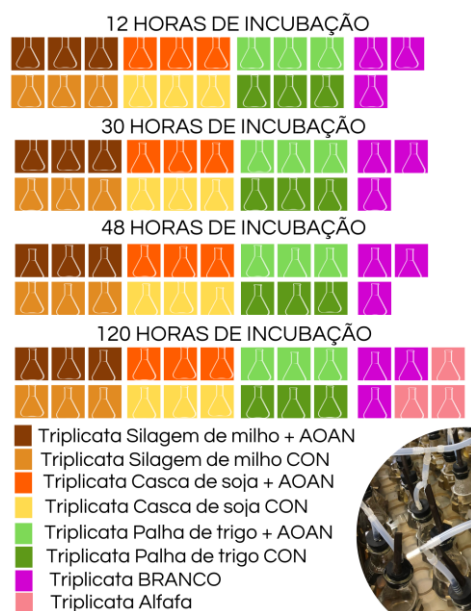 12 HORAS DE INCUBAÇÃO
30 HORAS DE INCUBAÇÃO
48 HORAS DE INCUBAÇÃO
120 HORAS DE INCUBAÇÃO
Triplicata Silagem de milho + AOAN
Triplicata Silagem de milho CON
Triplicata Casca de soja + AOAN
Triplicata Casca de soja CON
Triplicata Palha de trigo + AOAN
Triplicata Palha de trigo CON
Triplicata BRANCO
Triplicata Alfafa